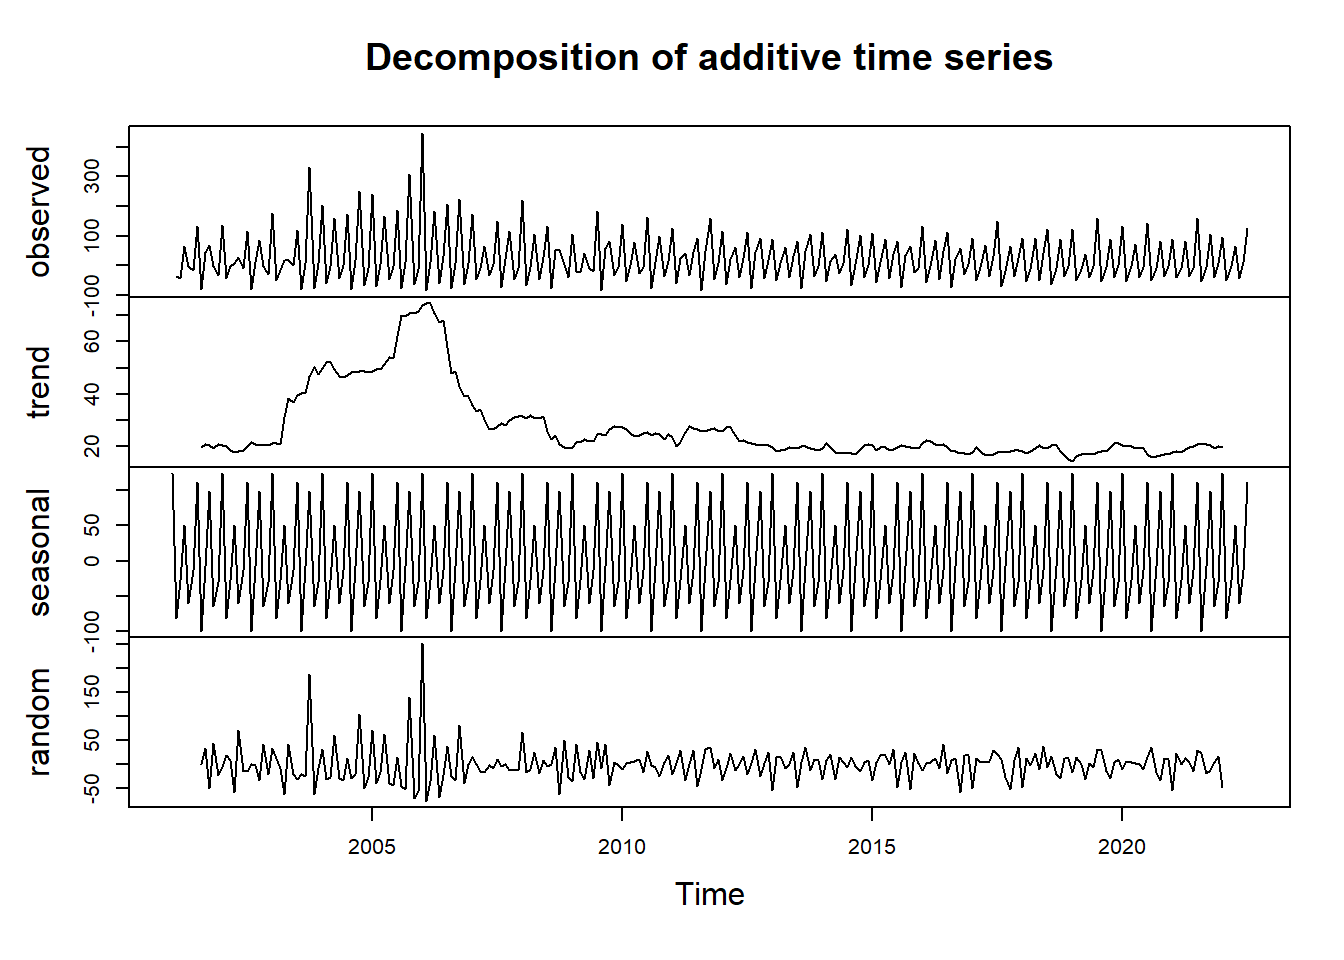 Decomposition of additive time series
observed
-100 100 300
trend
20 40 60
seasonal
-100 0 50
random
-50 50 150
2005 2010 2015 2020
Time